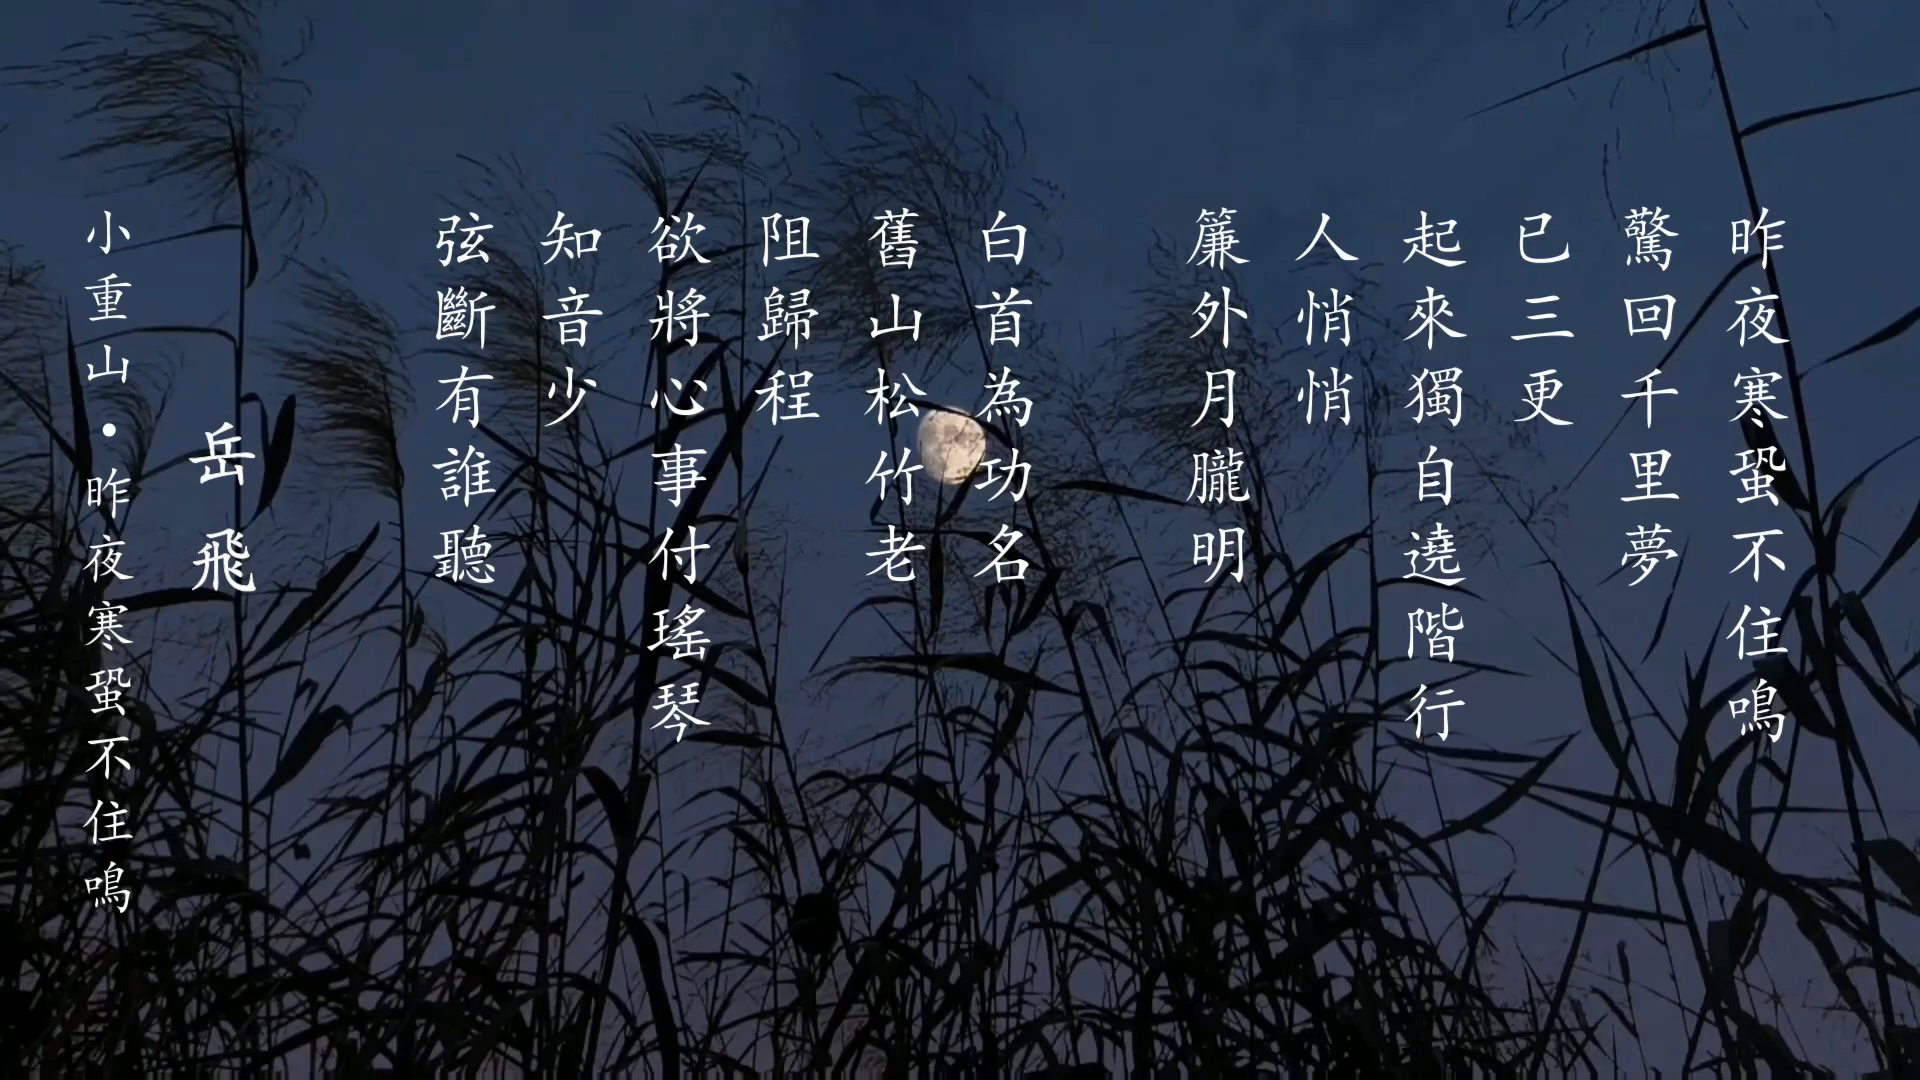 昨夜寒蛩不住鳴
驚回千里夢
已三更
起來獨自遶階行
人悄悄
簾外月朧明
白首為功名
舊山松竹老
阻歸程
欲將心事付瑤琴
知音少
弦斷有誰聽
岳飛
小重山·昨夜寒蛩不住鳴